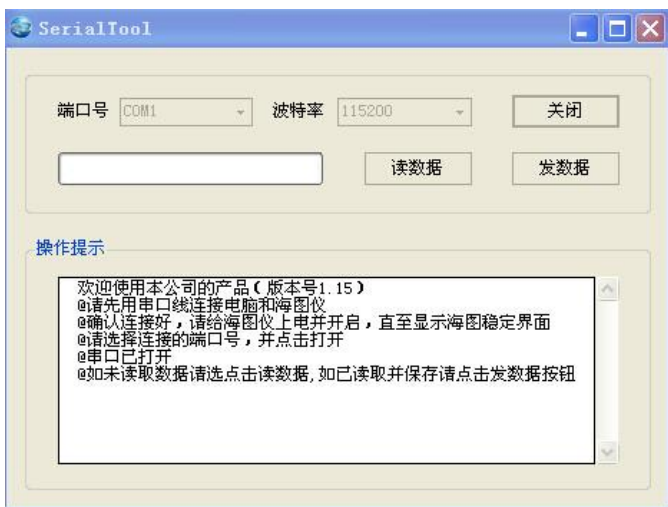 SerialTool
端口号 COM1 波特率 115200 关闭
读数据 发数据
操作提示
欢迎使用本公司的产品(版本号1.15)
@请先用串口线连接电脑和海图仪
@确认连接好,请给海图仪上电并开启,直至显示海图稳定界面
@请选择连接的端口号,并点击打开
@串口已打开
@如未读取数据请选点击读数据,如已读取并保存请点击发数据按钮